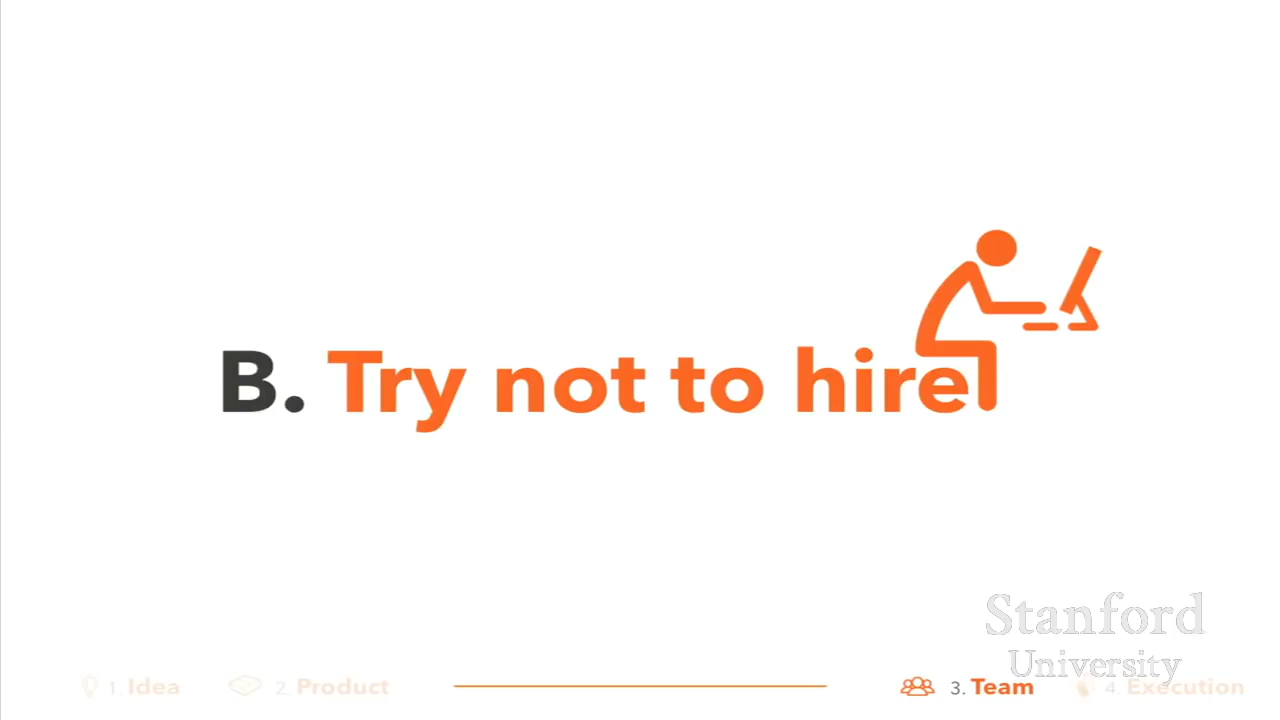 B. Try not to hire
Stanford
University
1. Idea
2. Product
3. Team
4. Execution